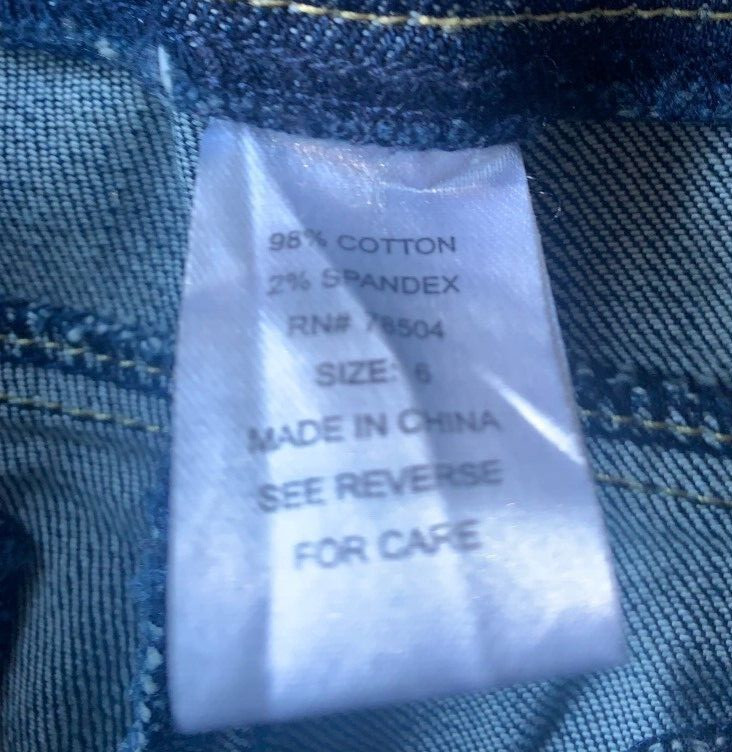 98% COTTON
2% SPANDEX
RN#
SIZE: 6
MADE IN CHINA
SEE REVERSE
FOR CARE